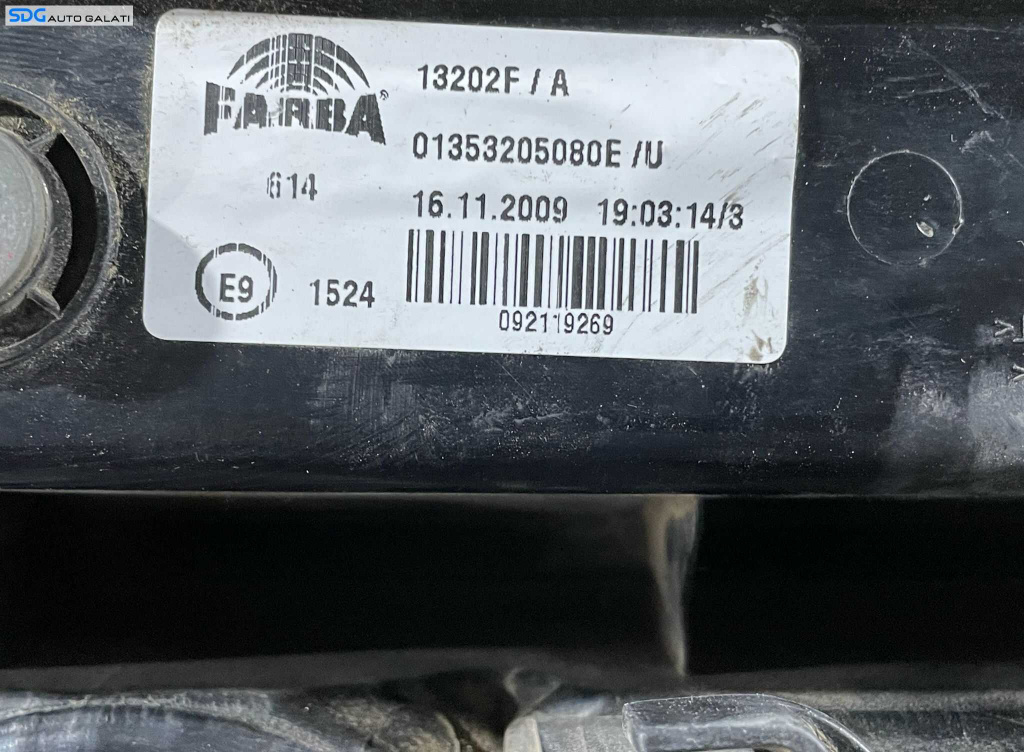 SDG AUTO GALATI
FARBA®
13202F / A
01353205080E /U
614
16.11.2009 19:03:14/3
E9
1524
092119269